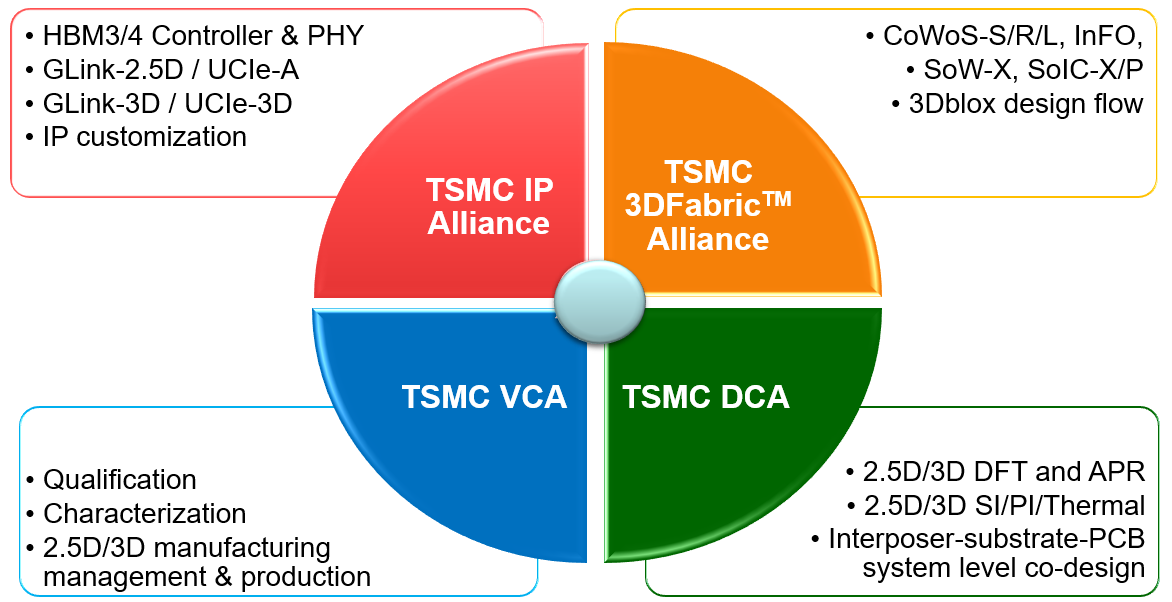 • HBM3/4 Controller & PHY
• GLink-2.5D / UCIe-A
• GLink-3D / UCIe-3D
• IP customization
• CoWoS-S/R/L, InFO,
• SoW-X, SoIC-X/P
• 3Dblox design flow
TSMC IP
Alliance
TSMC
3DFabric™
Alliance
TSMC VCA
TSMC DCA
• Qualification
• Characterization
• 2.5D/3D manufacturing
management & production
• 2.5D/3D DFT and APR
• 2.5D/3D SI/PI/Thermal
• Interposer-substrate-PCB
system level co-design